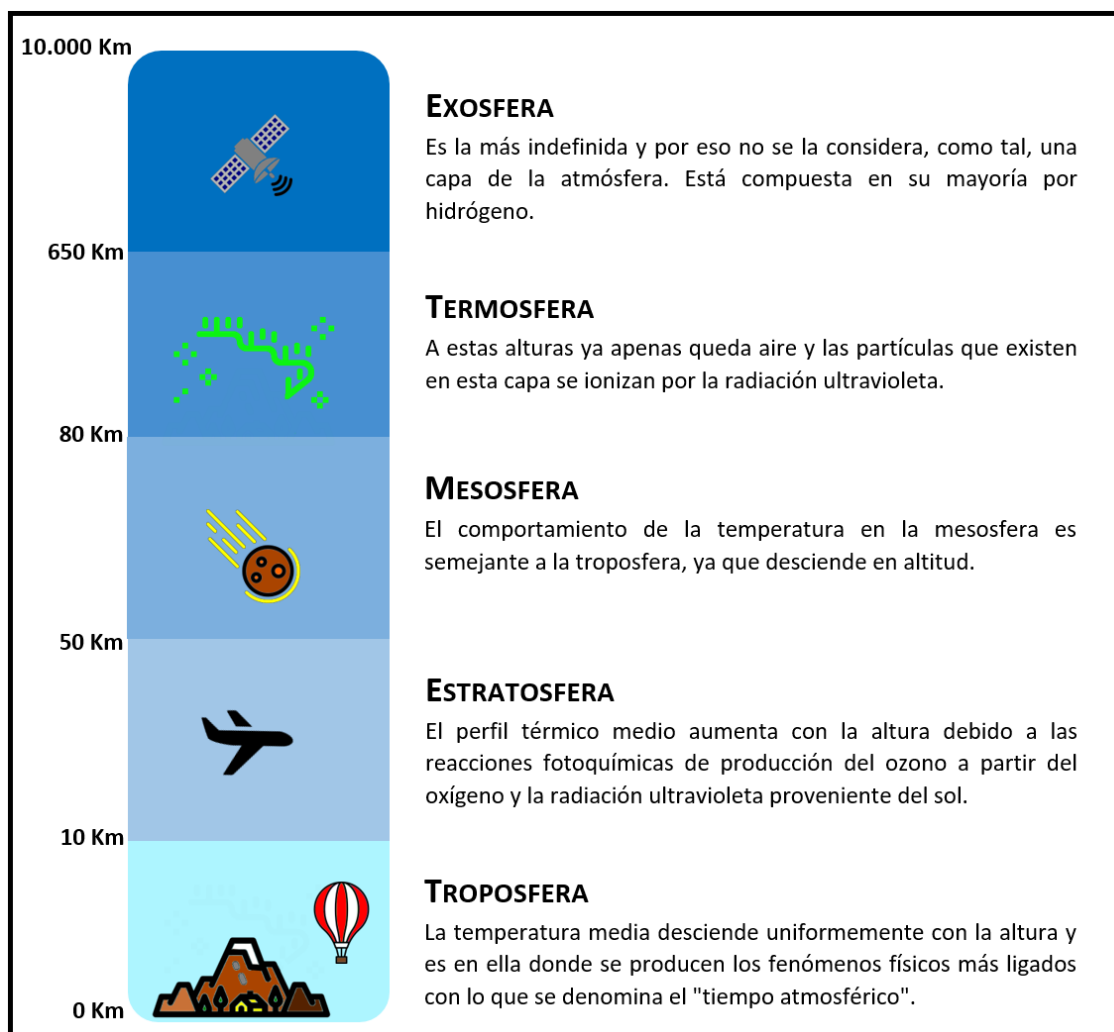 10.000 Km
EXOSFERA
Es la más indefinida y por eso no se la considera, como tal, una
capa de la atmósfera. Está compuesta en su mayoría por
hidrógeno.
650 Km
TERMOSFERA
A estas alturas ya apenas queda aire y las partículas que existen
en esta capa se ionizan por la radiación ultravioleta.
80 Km
MESOSFERA
El comportamiento de la temperatura en la mesosfera es
semejante a la troposfera, ya que desciende en altitud.
50 Km
ESTRATOSFERA
El perfil térmico medio aumenta con la altura debido a las
reacciones fotoquímicas de producción del ozono a partir del
oxígeno y la radiación ultravioleta proveniente del sol.
10 Km
TROPOSFERA
La temperatura media desciende uniformemente con la altura y
es en ella donde se producen los fenómenos físicos más ligados
con lo que se denomina el "tiempo atmosférico".
0 Km